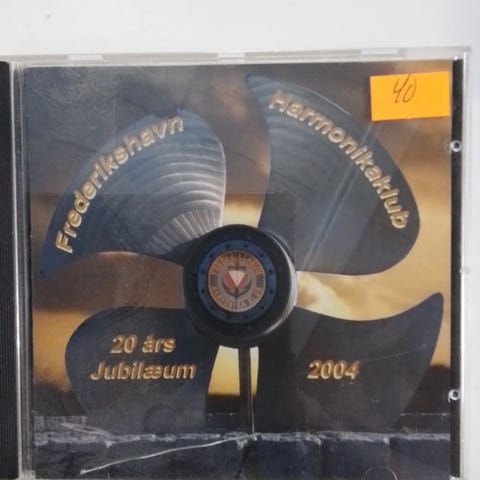 40
Frederikshavn
Harmonikaklub
20 års
Jubilæum
2004